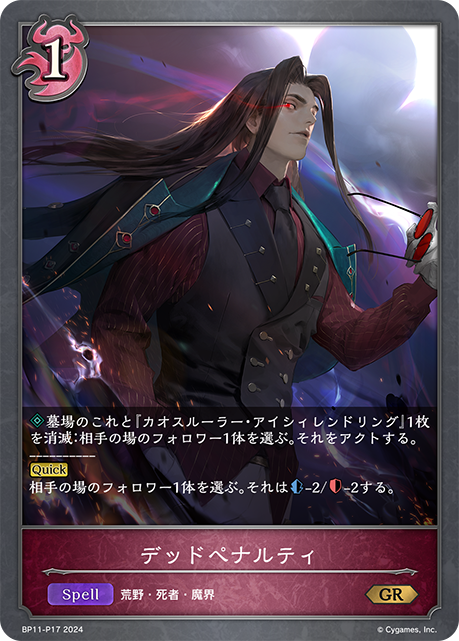 1
墓場のこれと『カオスルーラー・アイシィレンドリング』1枚
を消滅:相手の場のフォロワー1体を選ぶ。それをアクトする。
----------
Quick
相手の場のフォロワー1体を選ぶ。それは-2/-2する。
デッドペナルティ
Spell 荒野・死者・魔界 GR
BP11-P17 2024 © Cygames, Inc.